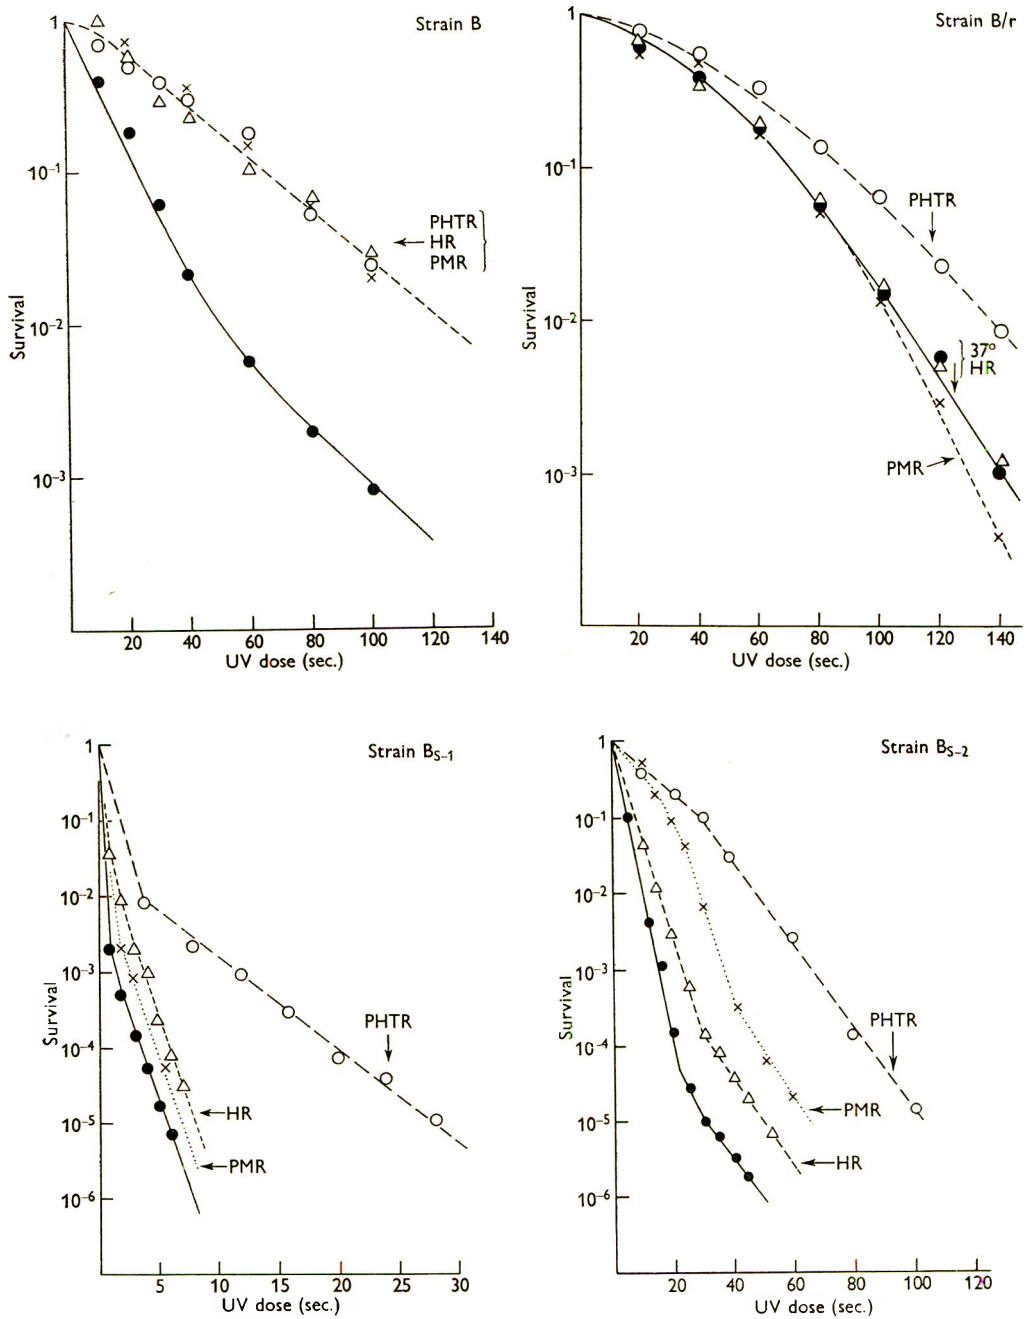 Strain B
1
10–1
10–2
10–3
Survival
PHTR
HR
PMR
20 40 60 80 100 120 140
UV dose (sec.)
Strain B/r
1
10–1
10–2
10–3
Survival
PHTR
37°
HR
PMR
20 40 60 80 100 120 140
UV dose (sec.)
Strain BS–1
1
10–1
10–2
10–3
10–4
10–5
10–6
Survival
PHTR
HR
PMR
5 10 15 20 25 30
UV dose (sec.)
Strain BS–2
1
10–1
10–2
10–3
10–4
10–5
10–6
Survival
PHTR
PMR
HR
20 40 60 80 100 120
UV dose (sec.)